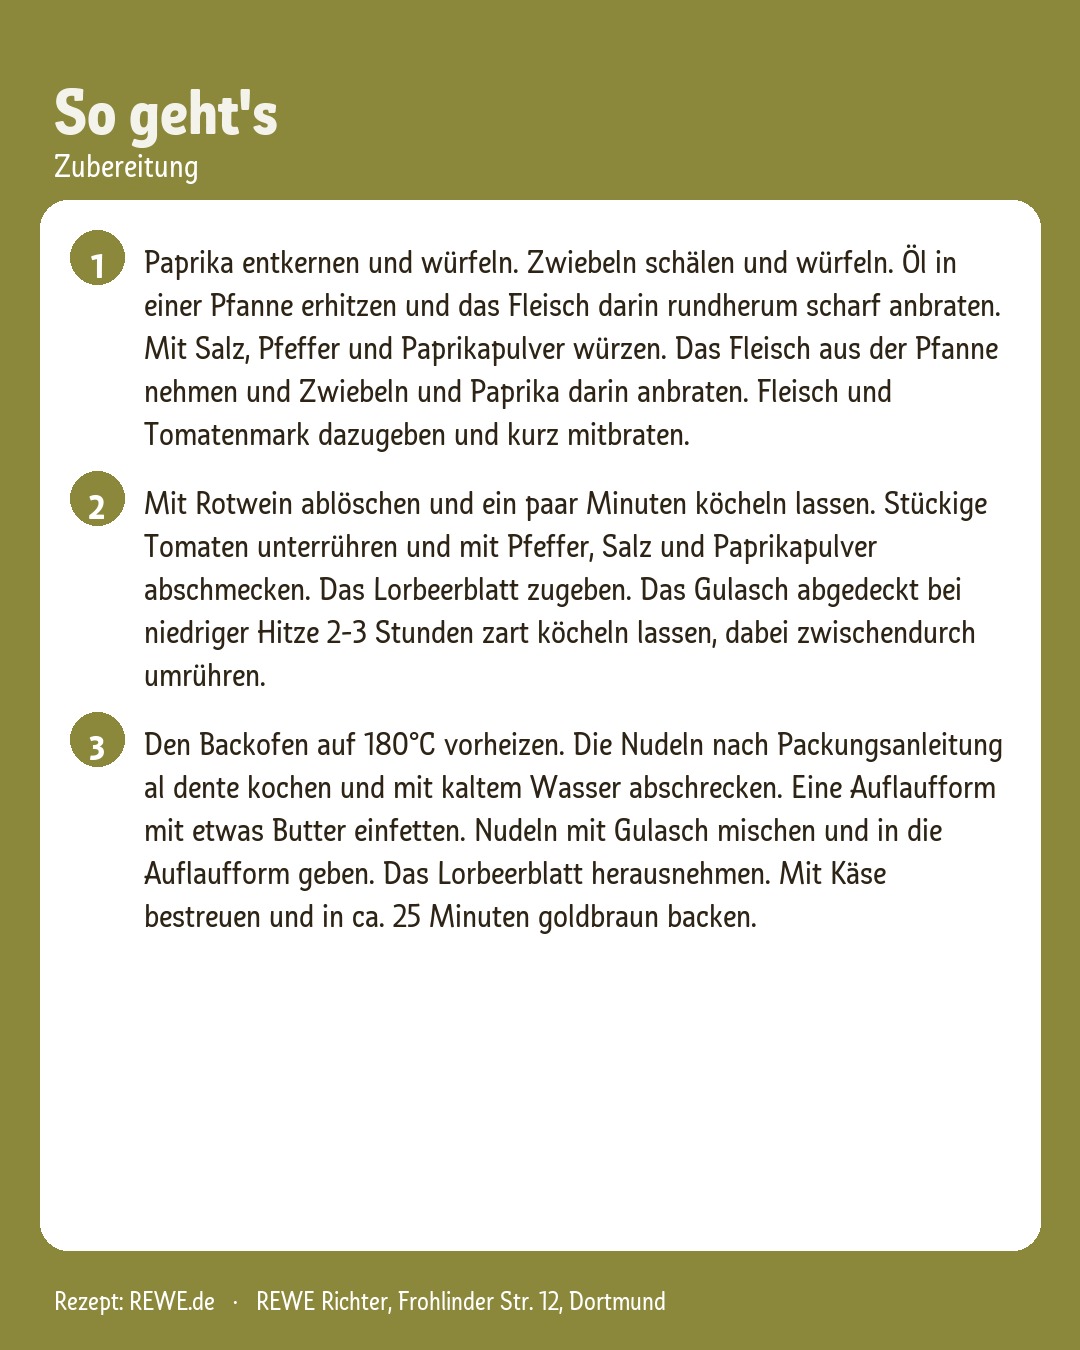 So geht's
Zubereitung
1
Paprika entkernen und würfeln. Zwiebeln schälen und würfeln. Öl in
einer Pfanne erhitzen und das Fleisch darin rundherum scharf anbraten.
Mit Salz, Pfeffer und Paprikapulver würzen. Das Fleisch aus der Pfanne
nehmen und Zwiebeln und Paprika darin anbraten. Fleisch und
Tomatenmark dazugeben und kurz mitbraten.
2
Mit Rotwein ablöschen und ein paar Minuten köcheln lassen. Stückige
Tomaten unterrühren und mit Pfeffer, Salz und Paprikapulver
abschmecken. Das Lorbeerblatt zugeben. Das Gulasch abgedeckt bei
niedriger Hitze 2-3 Stunden zart köcheln lassen, dabei zwischendurch
umrühren.
3
Den Backofen auf 180°C vorheizen. Die Nudeln nach Packungsanleitung
al dente kochen und mit kaltem Wasser abschrecken. Eine Auflaufform
mit etwas Butter einfetten. Nudeln mit Gulasch mischen und in die
Auflaufform geben. Das Lorbeerblatt herausnehmen. Mit Käse
bestreuen und in ca. 25 Minuten goldbraun backen.
Rezept: REWE.de · REWE Richter, Frohlinder Str. 12, Dortmund